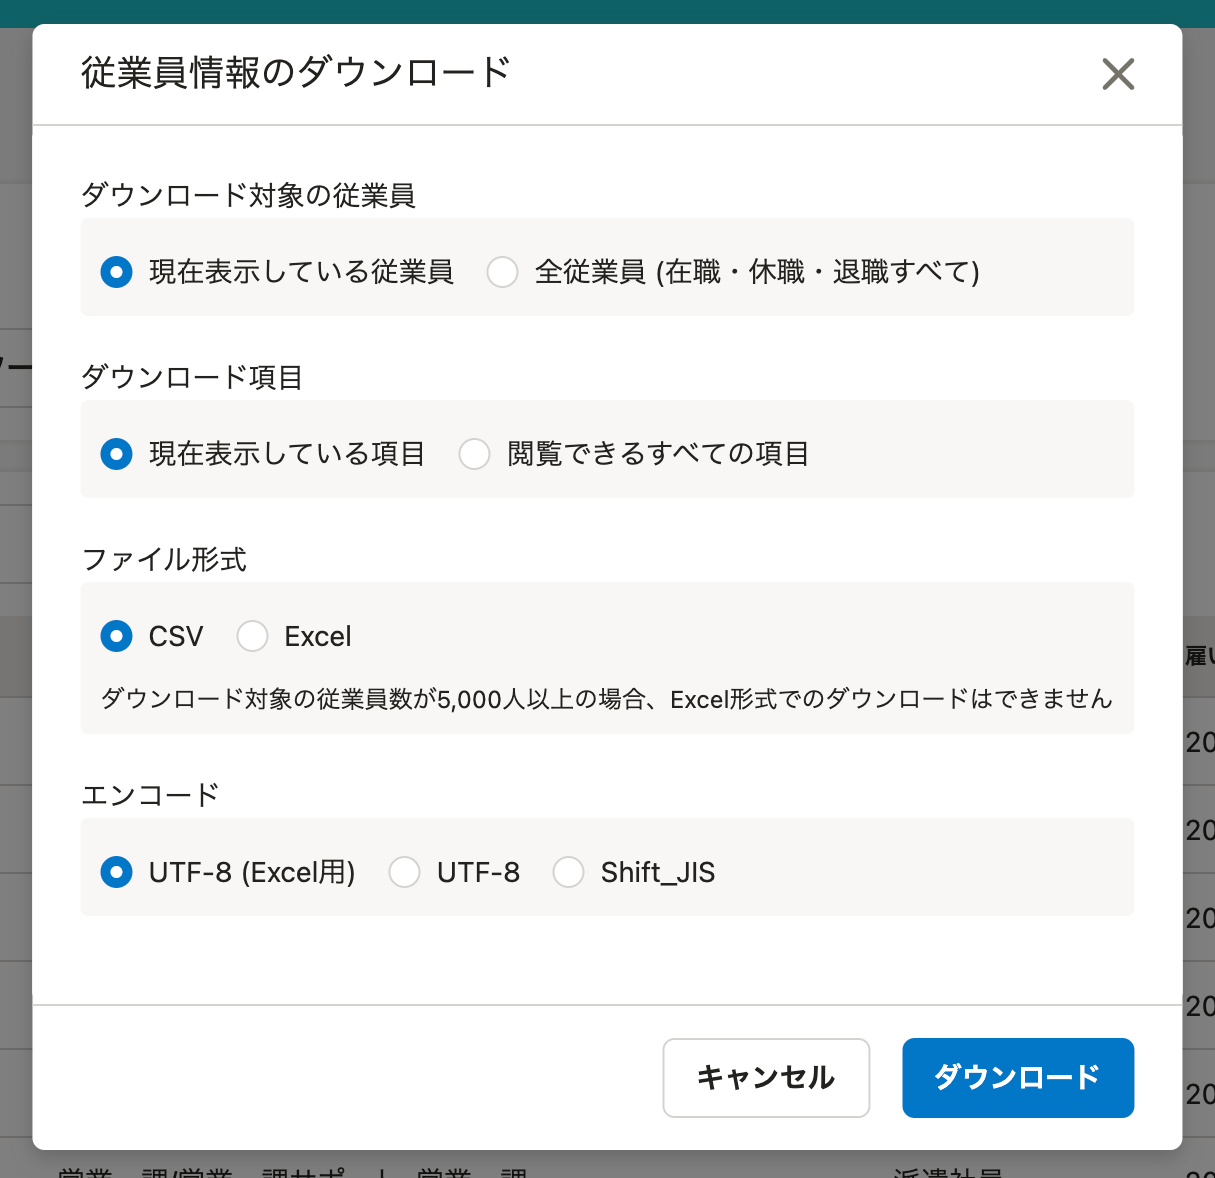 従業員情報のダウンロード
ダウンロード対象の従業員
現在表示している従業員 全従業員 (在職・休職・退職すべて)
ダウンロード項目
現在表示している項目 閲覧できるすべての項目
ファイル形式
CSV Excel
ダウンロード対象の従業員数が5,000人以上の場合、Excel形式でのダウンロードはできません
雇い
20
20
20
20
20
エンコード
UTF-8 (Excel用) UTF-8 Shift_JIS
キャンセル ダウンロード